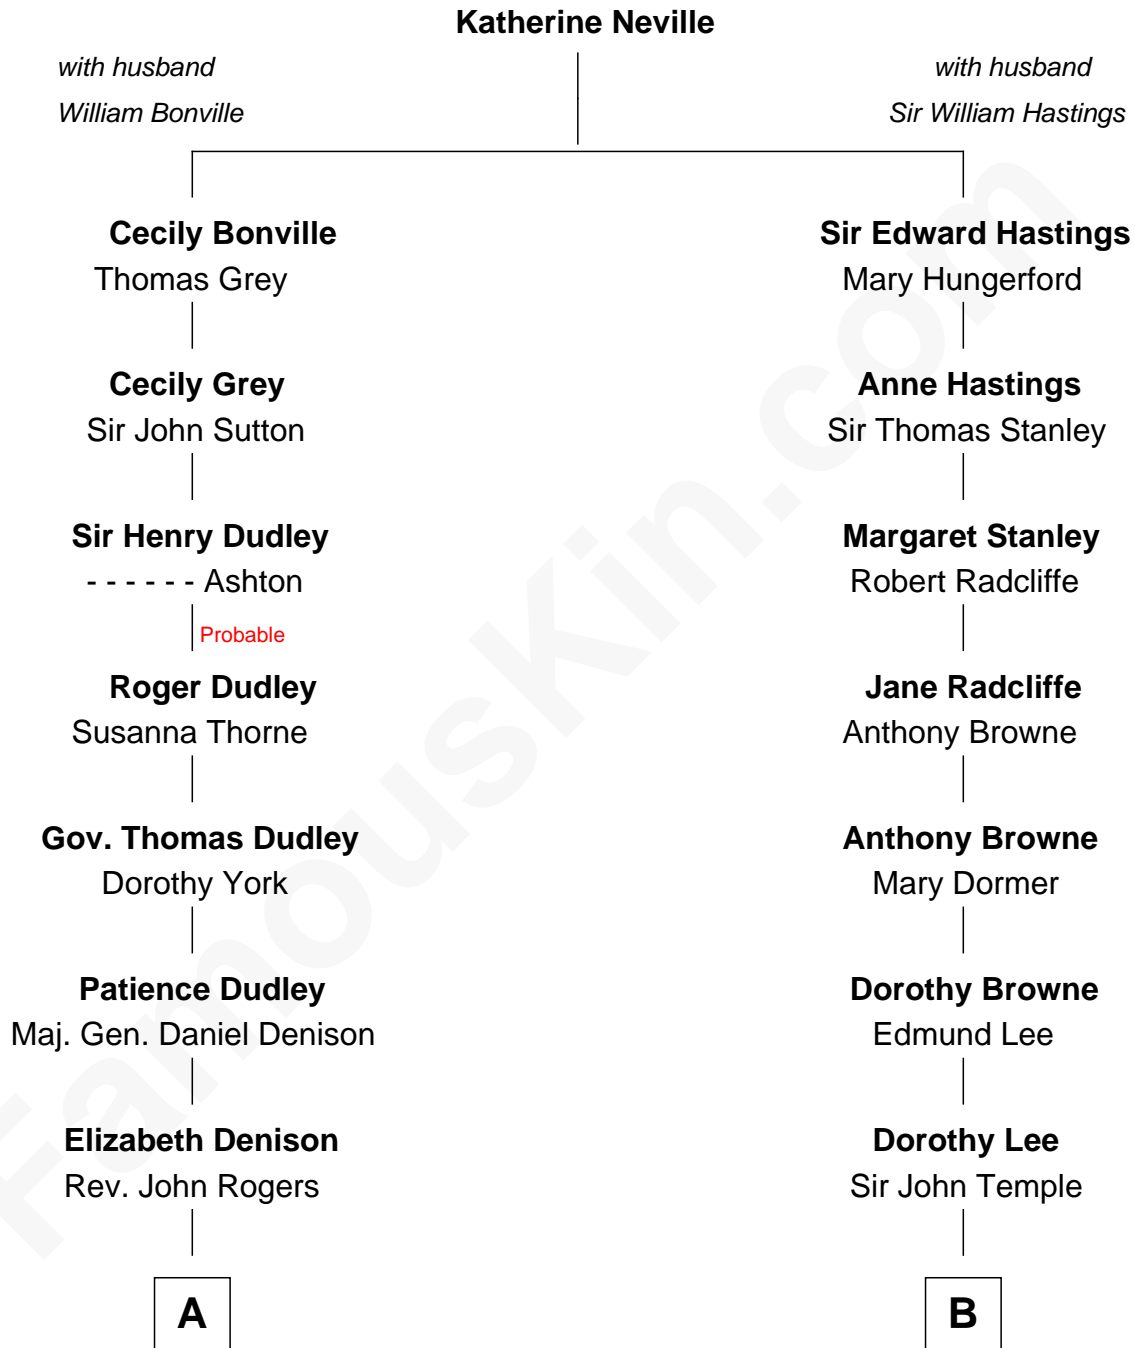 Katherine Neville
with husband
William Bonville
with husband
Sir William Hastings
Cecily Bonville
Thomas Grey
Sir Edward Hastings
Mary Hungerford
Cecily Grey
Sir John Sutton
Anne Hastings
Sir Thomas Stanley
Sir Henry Dudley
- - - - - - Ashton
Probable
Margaret Stanley
Robert Radcliffe
Roger Dudley
Susanna Thorne
Jane Radcliffe
Anthony Browne
Gov. Thomas Dudley
Dorothy York
Anthony Browne
Mary Dormer
Patience Dudley
Maj. Gen. Daniel Denison
Dorothy Browne
Edmund Lee
Elizabeth Denison
Rev. John Rogers
Dorothy Lee
Sir John Temple
A
B
FamousKin.com